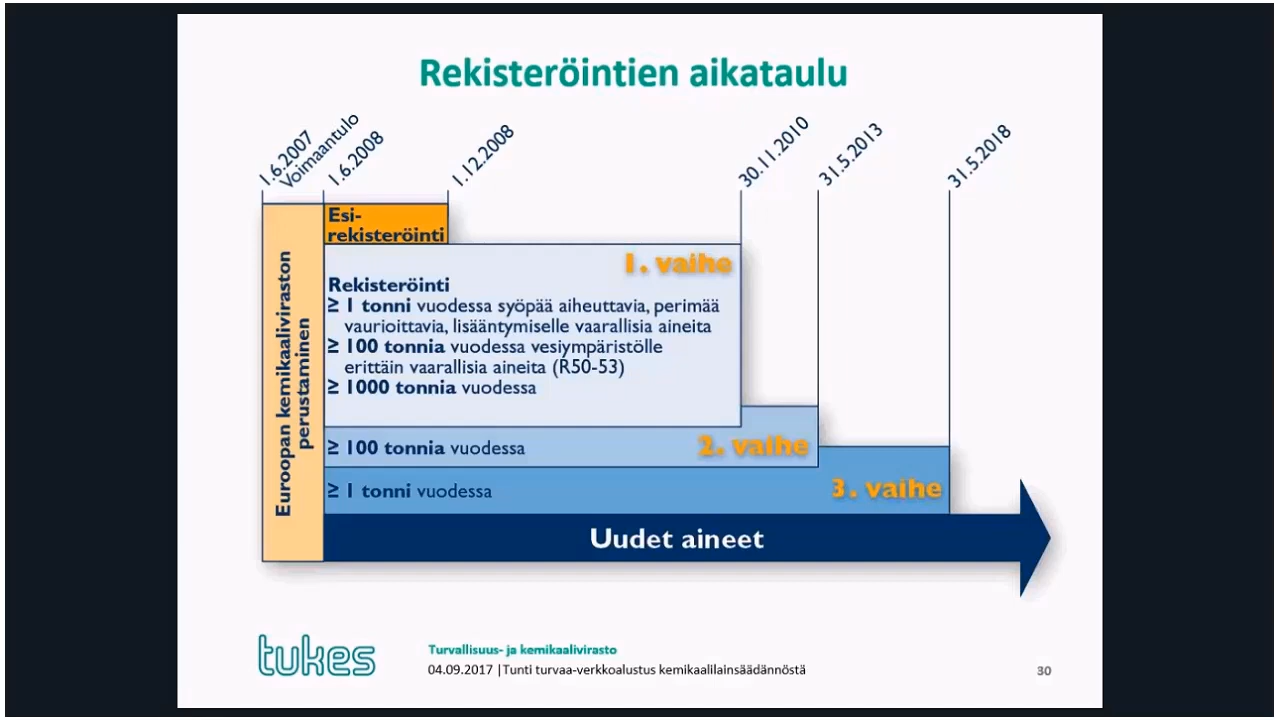 Rekisteröintien aikataulu
1.6.2007
Voimaantulo
1.6.2008
1.12.2008
30.11.2010
31.5.2013
31.5.2018
Euroopan kemikaaliviraston
perustaminen
Esi-
rekisteröinti
1. vaihe
Rekisteröinti
≥ 1 tonni vuodessa syöpää aiheuttavia, perimää
vaurioittavia, lisääntymiselle vaarallisia aineita
≥ 100 tonnia vuodessa vesiympäristölle
erittäin vaarallisia aineita (R50-53)
≥ 1000 tonnia vuodessa
≥ 100 tonnia vuodessa
2. vaihe
≥ 1 tonni vuodessa
3. vaihe
Uudet aineet
tukes
Turvallisuus- ja kemikaalivirasto
04.09.2017 | Tunti turvaa-verkkoalustus kemikaalilainsäädännöstä
30